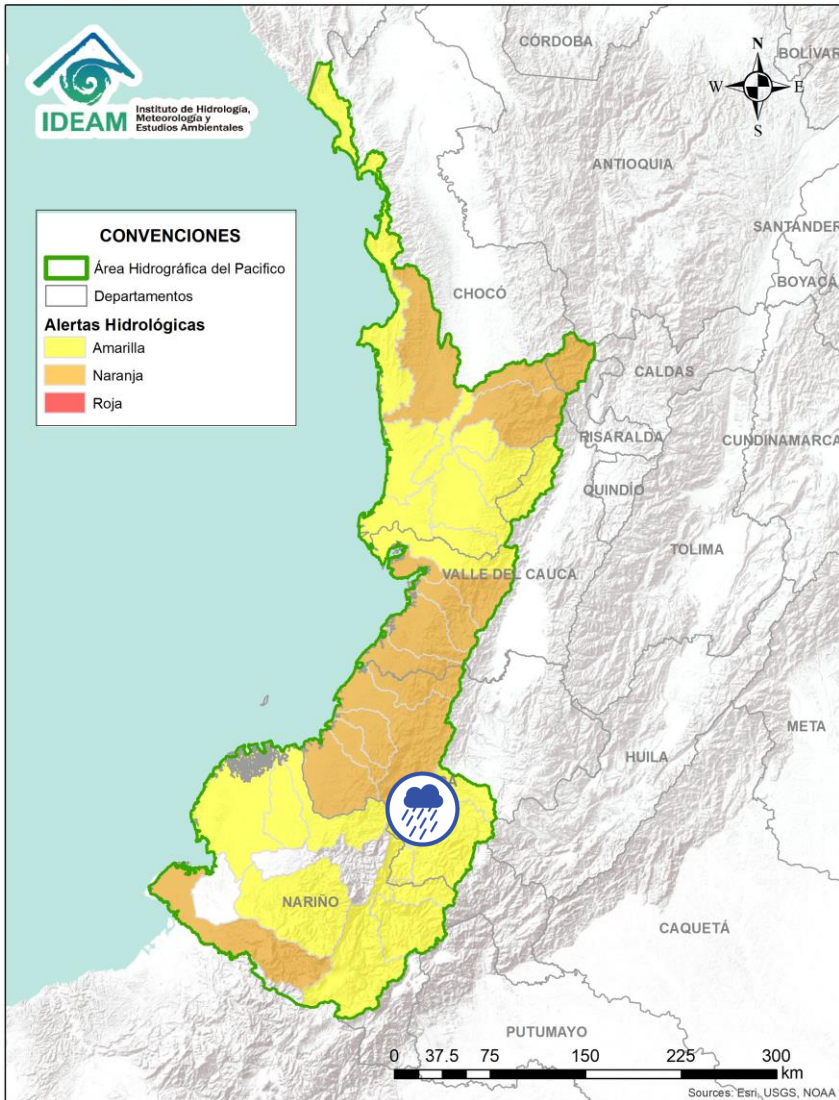 IDEAM
Instituto de Hidrología,
Meteorología y
Estudios Ambientales
CÓRDOBA
BOLÍVAR
N
W E
S
ANTIOQUIA
SANTANDER
BOYACÁ
CONVENCIONES
Área Hidrográfica del Pacifico
Departamentos
Alertas Hidrológicas
Amarilla
Naranja
Roja
CHOCÓ
CALDAS
RISARALDA
CUNDINAMARCA
QUINDÍO
TOLIMA
VALLE DEL CAUCA
META
HUILA
CA
NARIÑO
CAQUETÁ
PUTUMAYO
0 37.5 75 150 225 300
km
Sources: Esri, USGS, NOAA